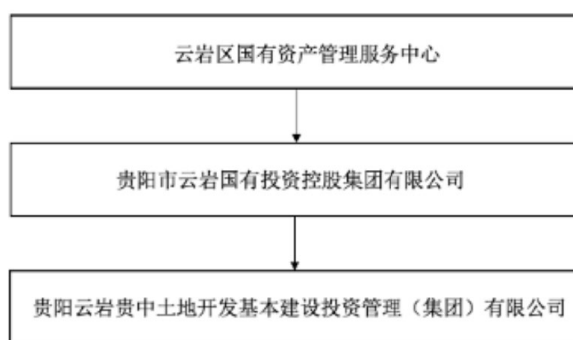 云岩区国有资产管理服务中心
贵阳市云岩国有投资控股集团有限公司
贵阳云岩贵中土地开发基本建设投资管理（集团）有限公司